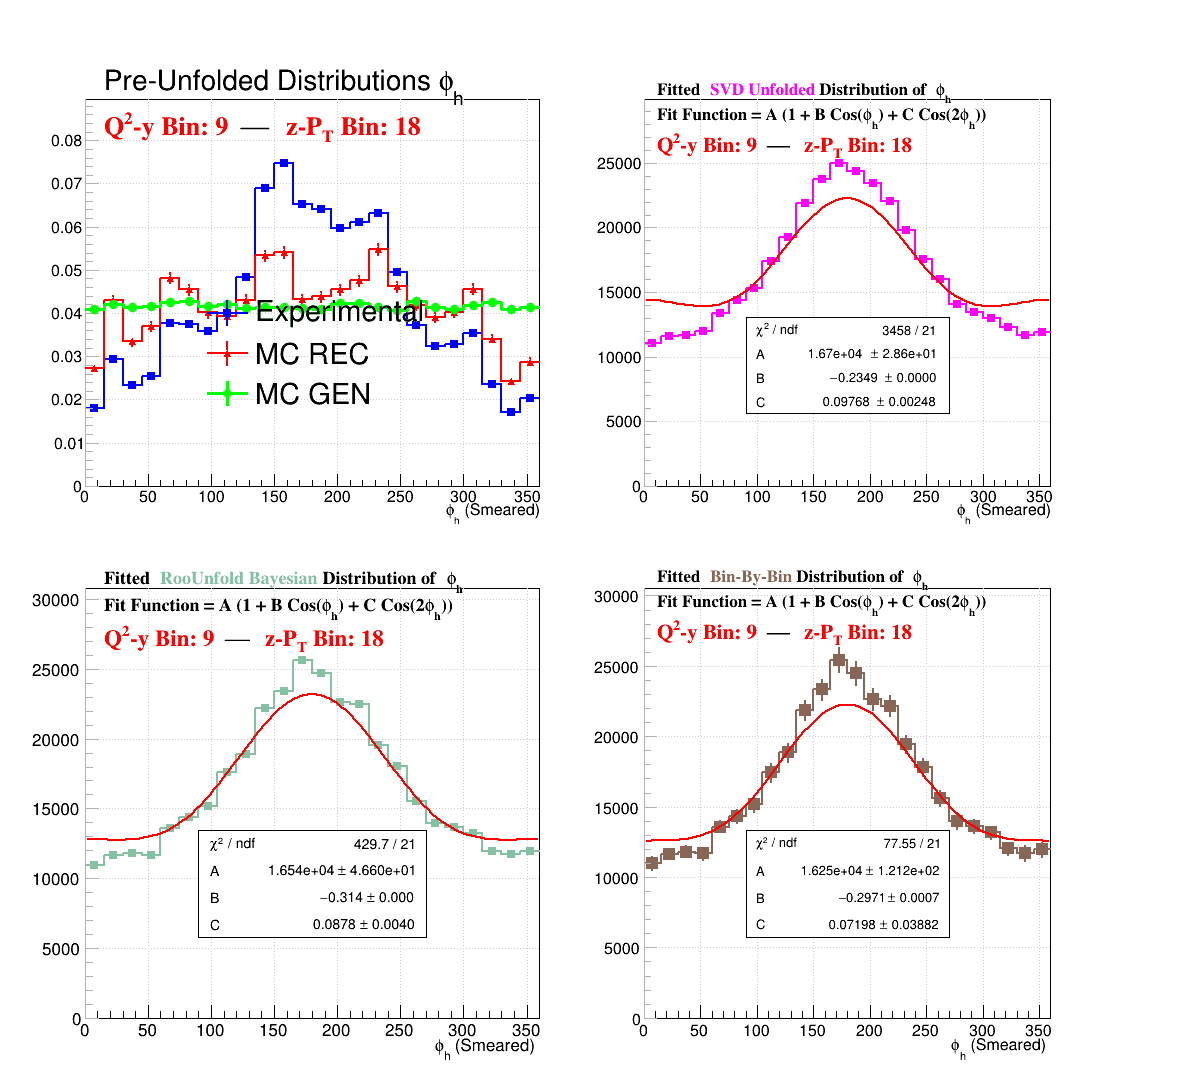 Pre-Unfolded Distributions ϕh
Q²-y Bin: 9 — z-PT Bin: 18
0.08
0.07
0.06
0.05
0.04
0.03
0.02
0.01
0
Experimental
MC REC
MC GEN
0 50 100 150 200 250 300 350
ϕh (Smeared)
Fitted SVD Unfolded Distribution of ϕh
Fit Function = A (1 + B Cos(ϕh) + C Cos(2ϕh))
Q²-y Bin: 9 — z-PT Bin: 18
25000
20000
15000
10000
5000
0
χ² / ndf 3458 / 21
A 1.67e+04 ± 2.86e+01
B −0.2349 ± 0.0000
C 0.09768 ± 0.00248
0 50 100 150 200 250 300 350
ϕh (Smeared)
Fitted RooUnfold Bayesian Distribution of ϕh
Fit Function = A (1 + B Cos(ϕh) + C Cos(2ϕh))
Q²-y Bin: 9 — z-PT Bin: 18
30000
25000
20000
15000
10000
5000
0
χ² / ndf 429.7 / 21
A 1.654e+04 ± 4.660e+01
B −0.314 ± 0.000
C 0.0878 ± 0.0040
0 50 100 150 200 250 300 350
ϕh (Smeared)
Fitted Bin-By-Bin Distribution of ϕh
Fit Function = A (1 + B Cos(ϕh) + C Cos(2ϕh))
Q²-y Bin: 9 — z-PT Bin: 18
30000
25000
20000
15000
10000
5000
0
χ² / ndf 77.55 / 21
A 1.625e+04 ± 1.212e+02
B −0.2971 ± 0.0007
C 0.07198 ± 0.03882
0 50 100 150 200 250 300 350
ϕh (Smeared)